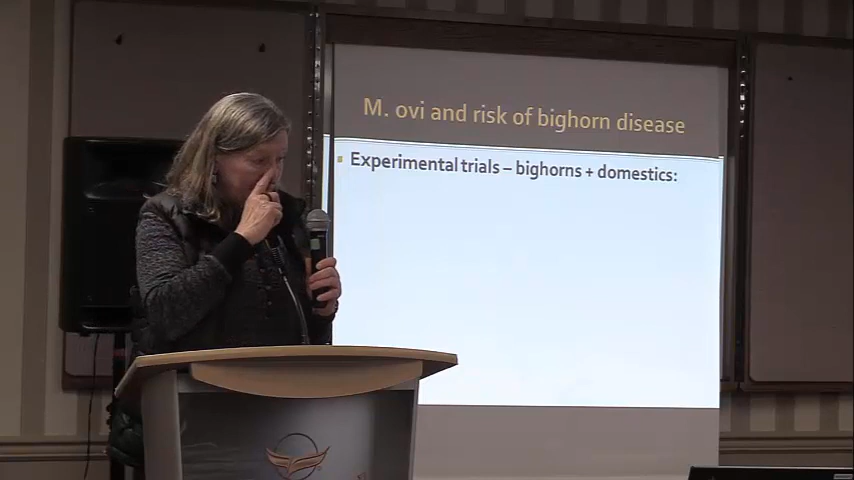 M. ovi and risk of bighorn disease
Experimental trials – bighorns + domestics: